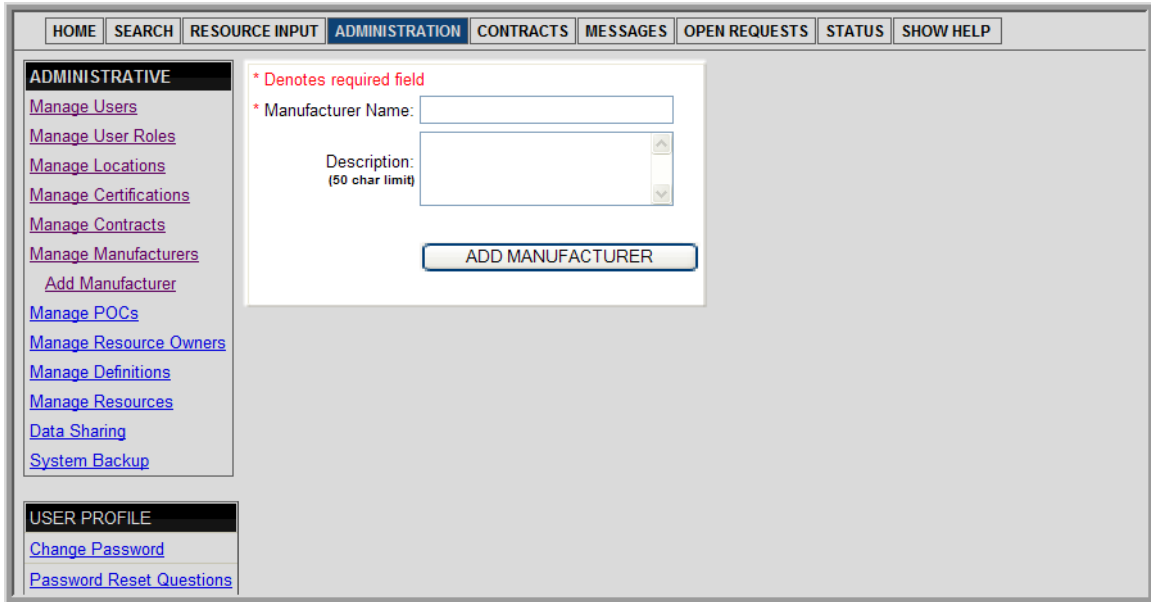 HOME SEARCH RESOURCE INPUT ADMINISTRATION CONTRACTS MESSAGES OPEN REQUESTS STATUS SHOW HELP
ADMINISTRATIVE
Manage Users
Manage User Roles
Manage Locations
Manage Certifications
Manage Contracts
Manage Manufacturers
Add Manufacturer
Manage POCs
Manage Resource Owners
Manage Definitions
Manage Resources
Data Sharing
System Backup
USER PROFILE
Change Password
Password Reset Questions
* Denotes required field
* Manufacturer Name:
Description:
(50 char limit)
ADD MANUFACTURER